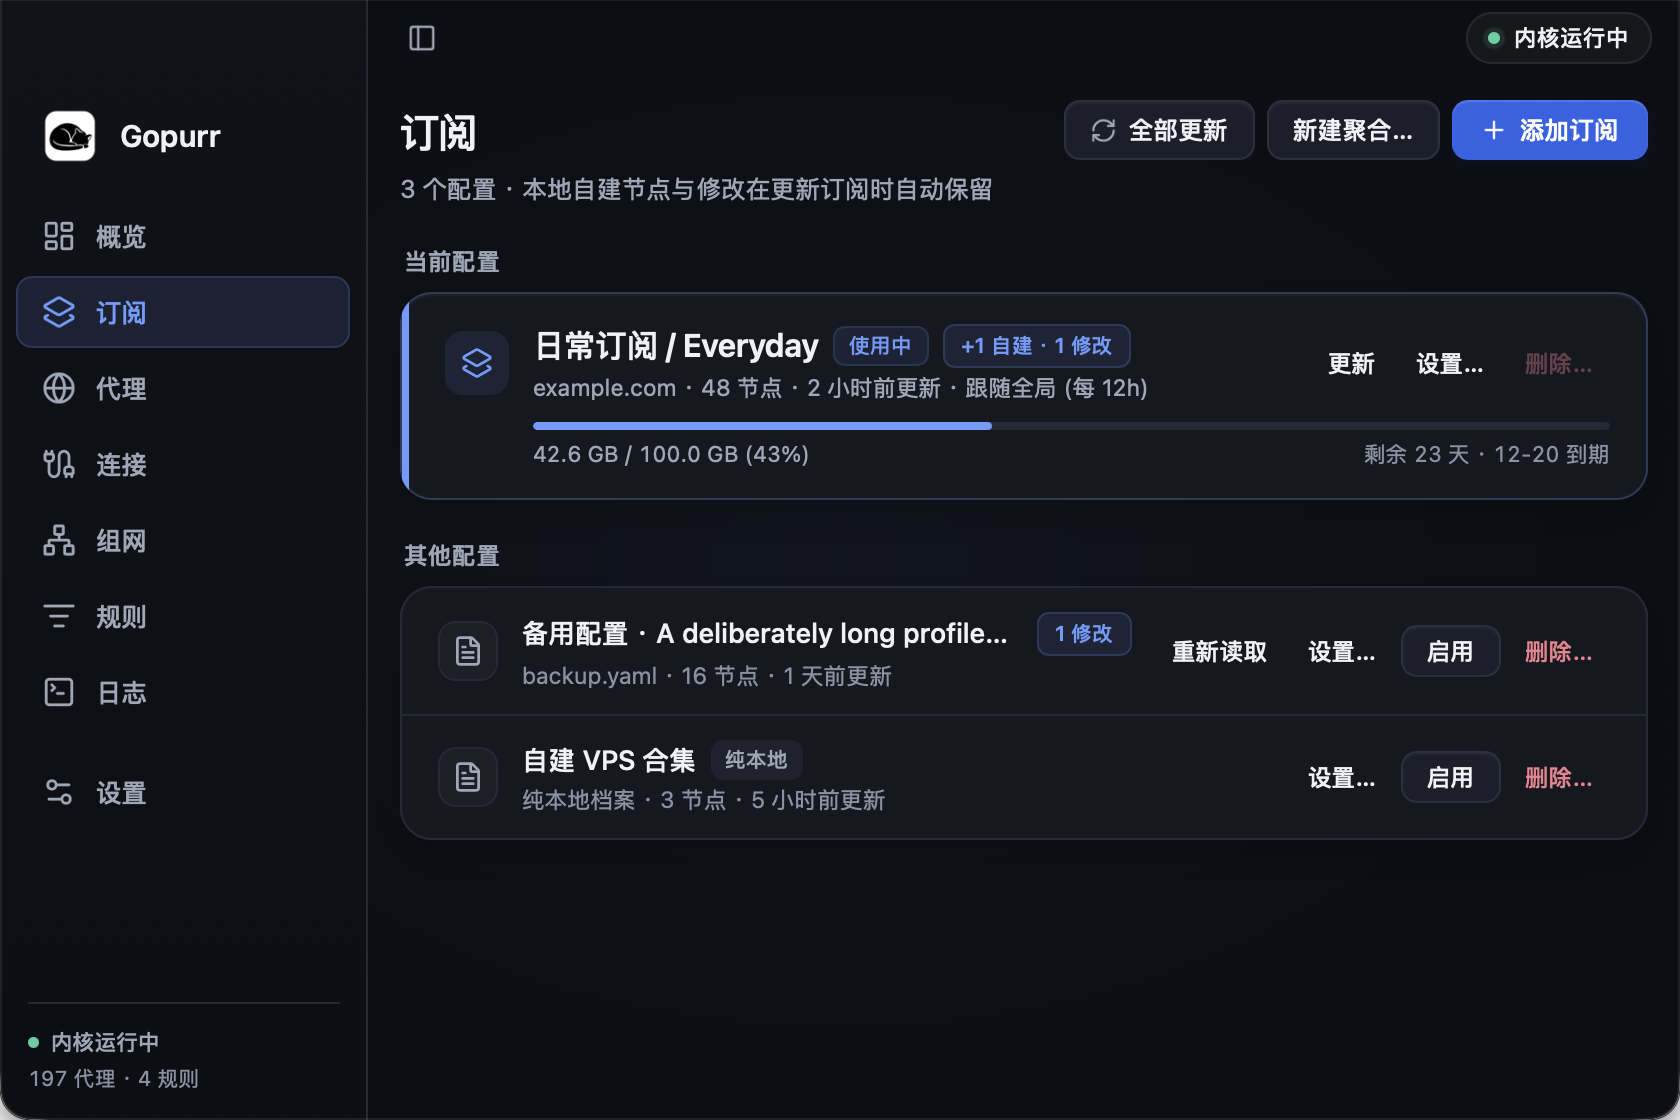 内核运行中
Gopurr
概览
订阅
代理
连接
组网
规则
日志
设置
内核运行中
197 代理 · 4 规则
订阅
全部更新
新建聚合...
添加订阅
3 个配置 · 本地自建节点与修改在更新订阅时自动保留
当前配置
日常订阅 / Everyday 使用中 +1 自建 · 1 修改
example.com · 48 节点 · 2 小时前更新 · 跟随全局 (每 12h)
更新 设置... 删除...
42.6 GB / 100.0 GB (43%)
剩余 23 天 · 12-20 到期
其他配置
备用配置 · A deliberately long profile... 1 修改
backup.yaml · 16 节点 · 1 天前更新
重新读取 设置... 启用 删除...
自建 VPS 合集 纯本地
纯本地档案 · 3 节点 · 5 小时前更新
设置... 启用 删除...